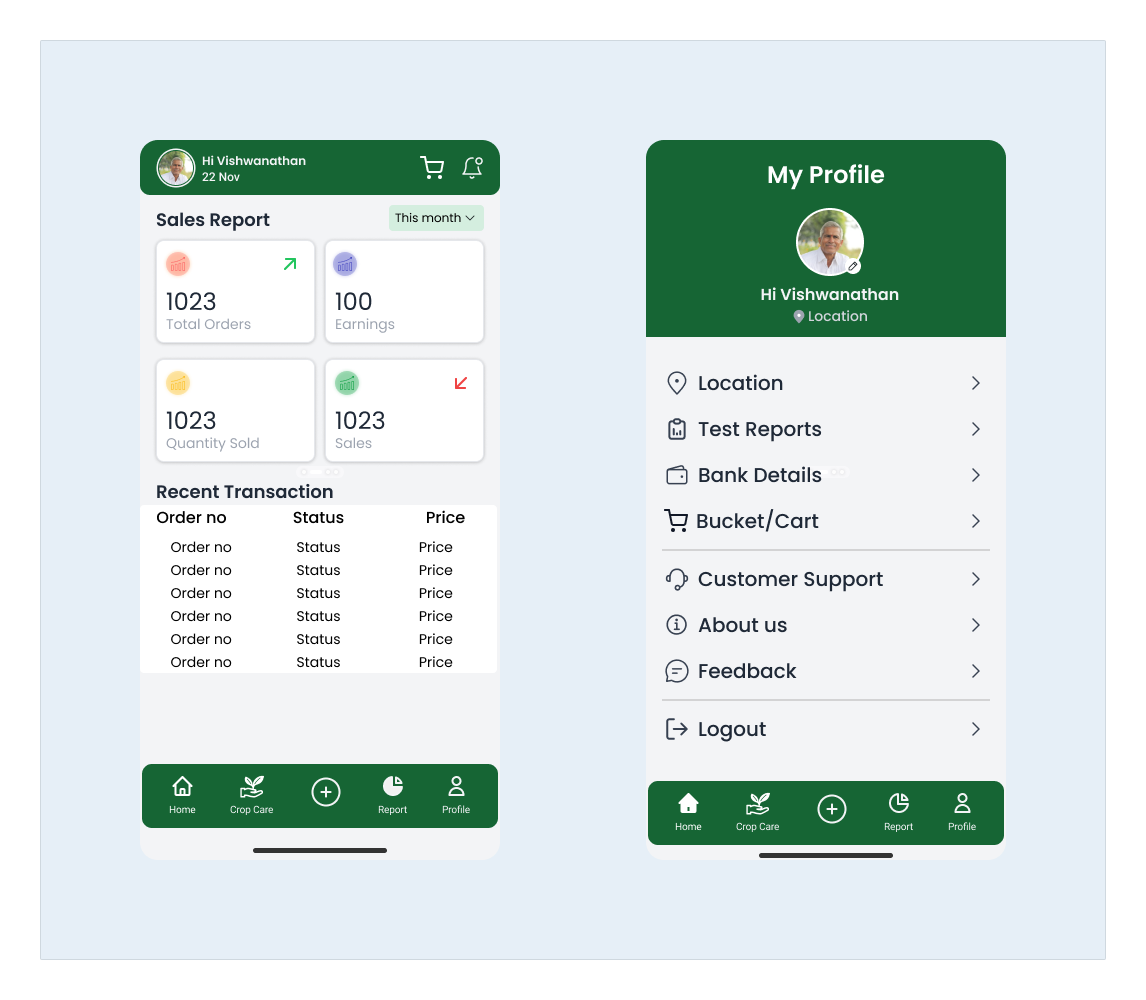 Hi Vishwanathan
22 Nov
Sales Report
This month
1023
Total Orders
100
Earnings
1023
Quantity Sold
1023
Sales
Recent Transaction
Order no Status Price
Order no Status Price
Order no Status Price
Order no Status Price
Order no Status Price
Order no Status Price
Order no Status Price
Home Crop Care Report Profile
My Profile
Hi Vishwanathan
Location
Location
Test Reports
Bank Details
Bucket/Cart
Customer Support
About us
Feedback
Logout
Home Crop Care Report Profile